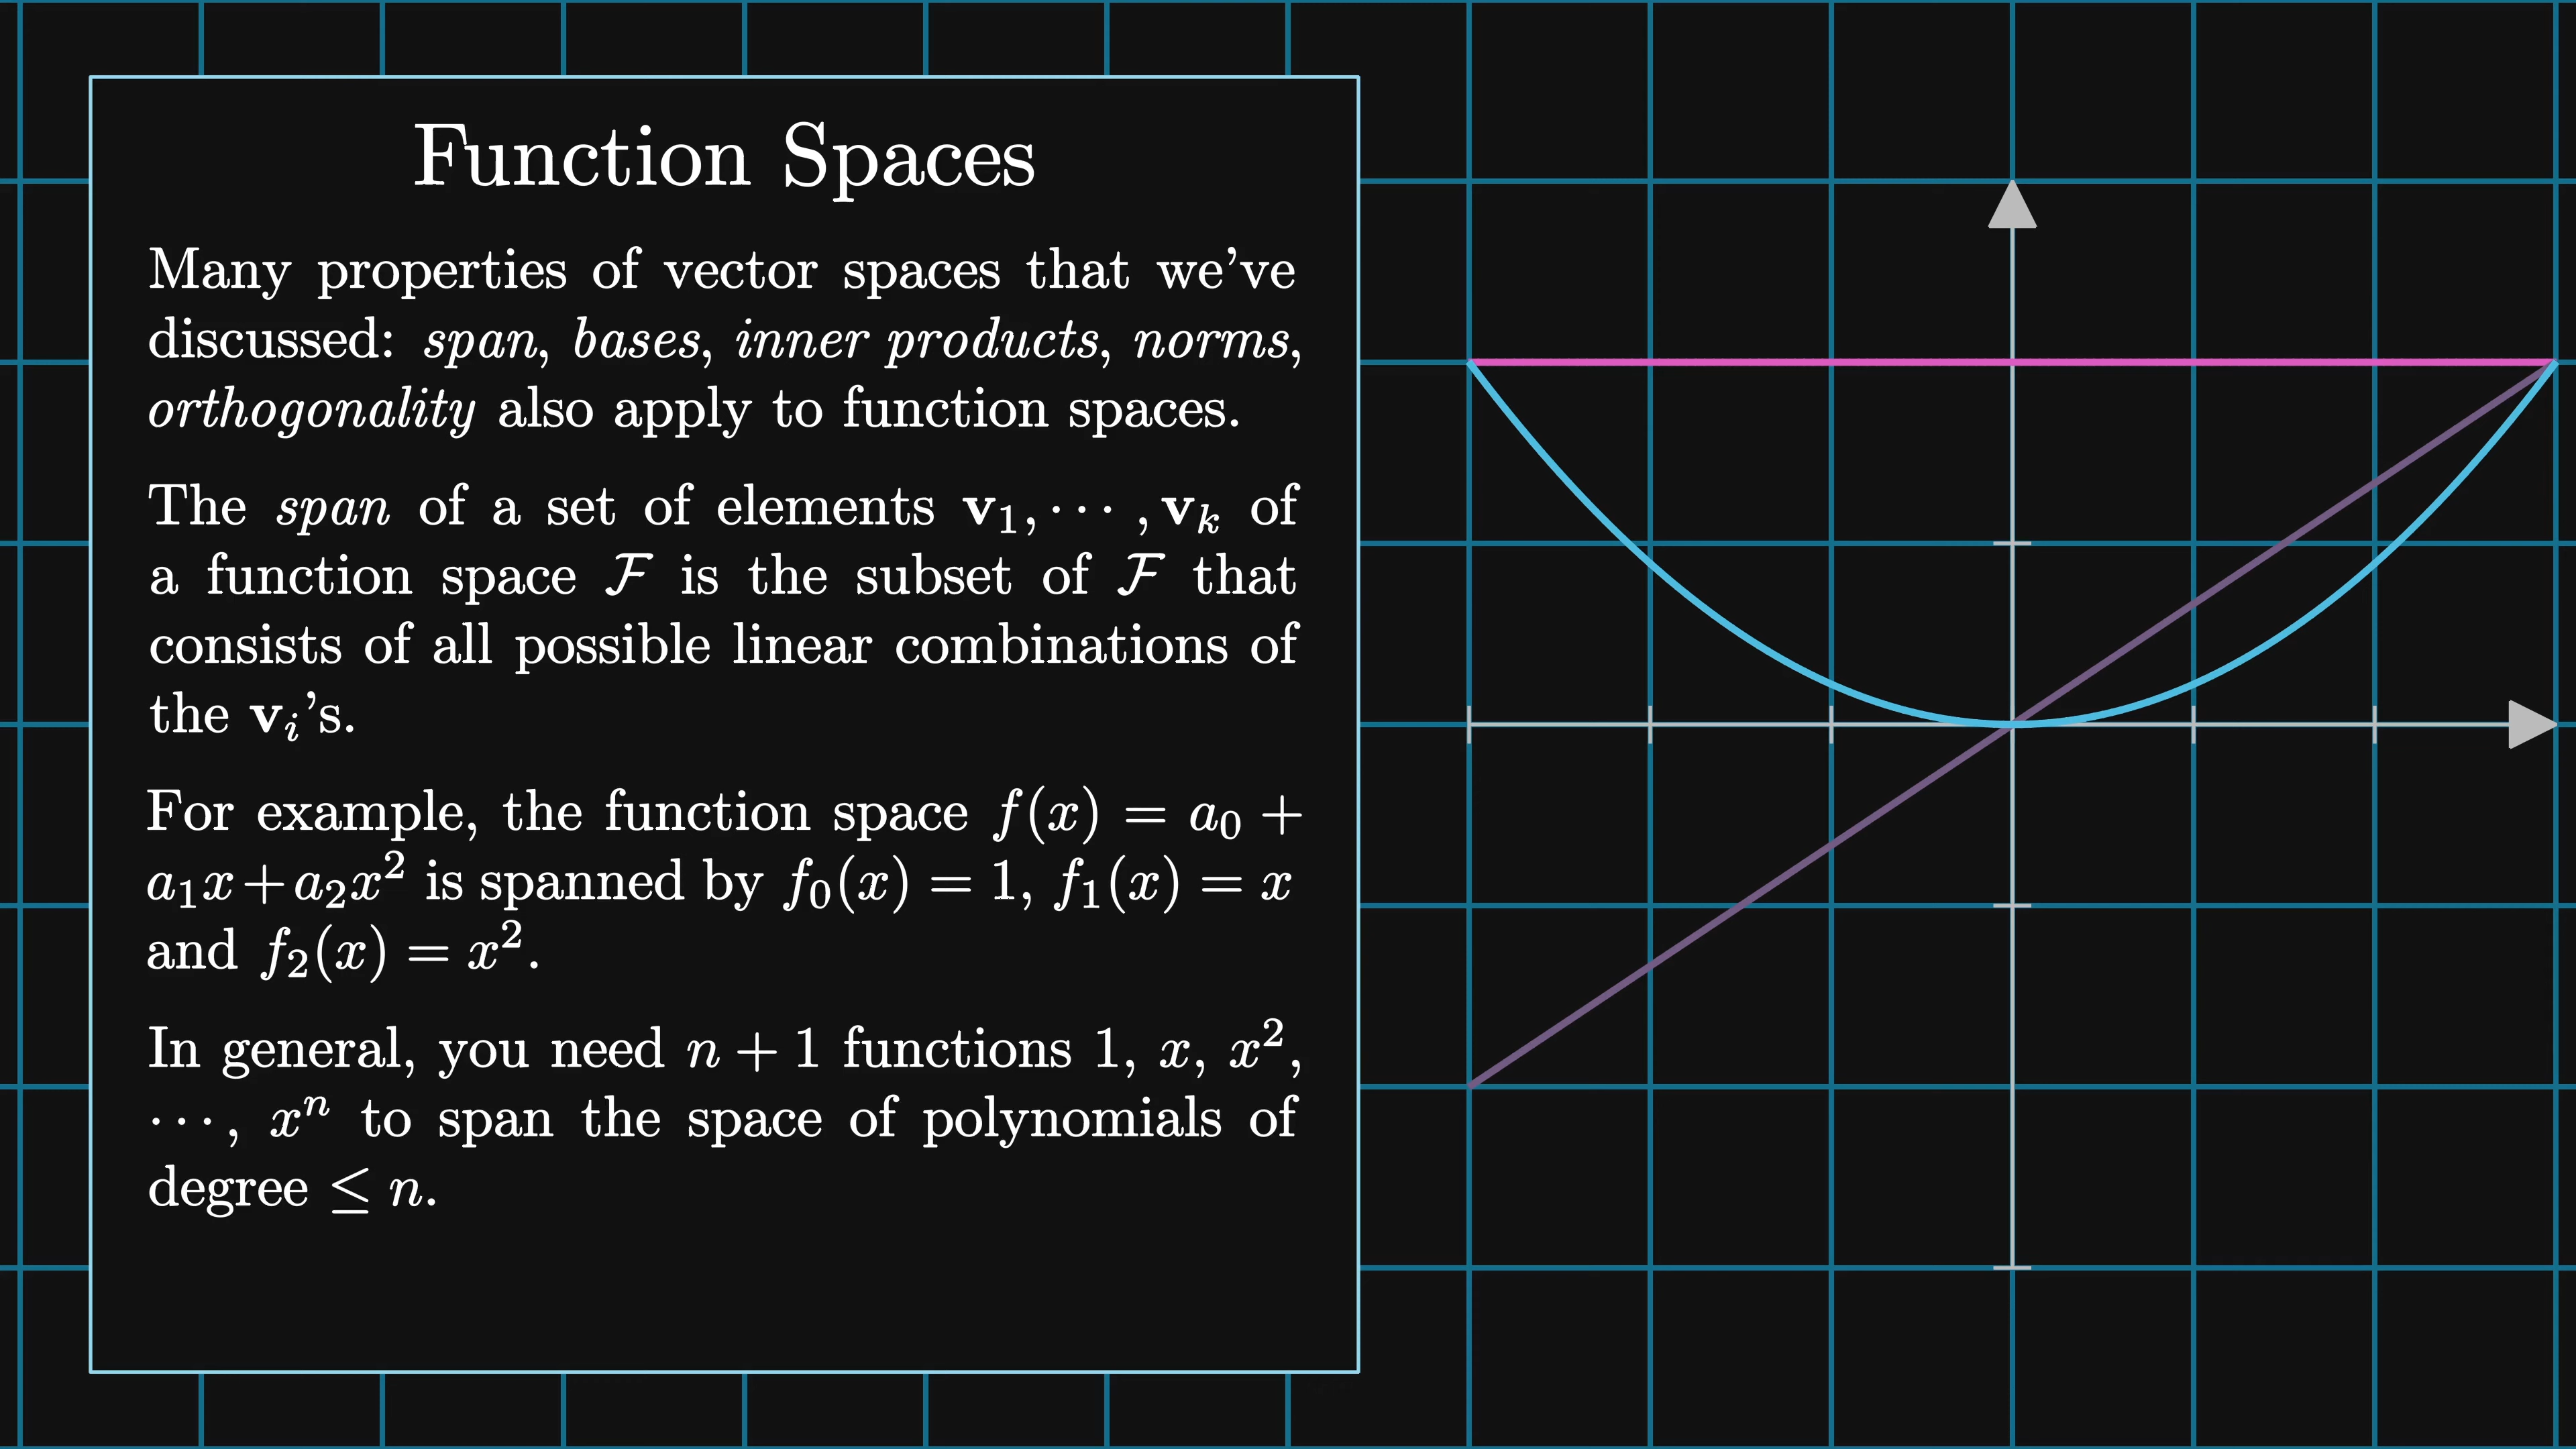 Function Spaces
Many properties of vector spaces that we've
discussed: span, bases, inner products, norms,
orthogonality also apply to function spaces.
The span of a set of elements v₁, ⋯ , vₖ of
a function space ℱ is the subset of ℱ that
consists of all possible linear combinations of
the vᵢ's.
For example, the function space f(x) = a₀ +
a₁x + a₂x² is spanned by f₀(x) = 1, f₁(x) = x
and f₂(x) = x².
In general, you need n + 1 functions 1, x, x²,
⋯, xⁿ to span the space of polynomials of
degree ≤ n.